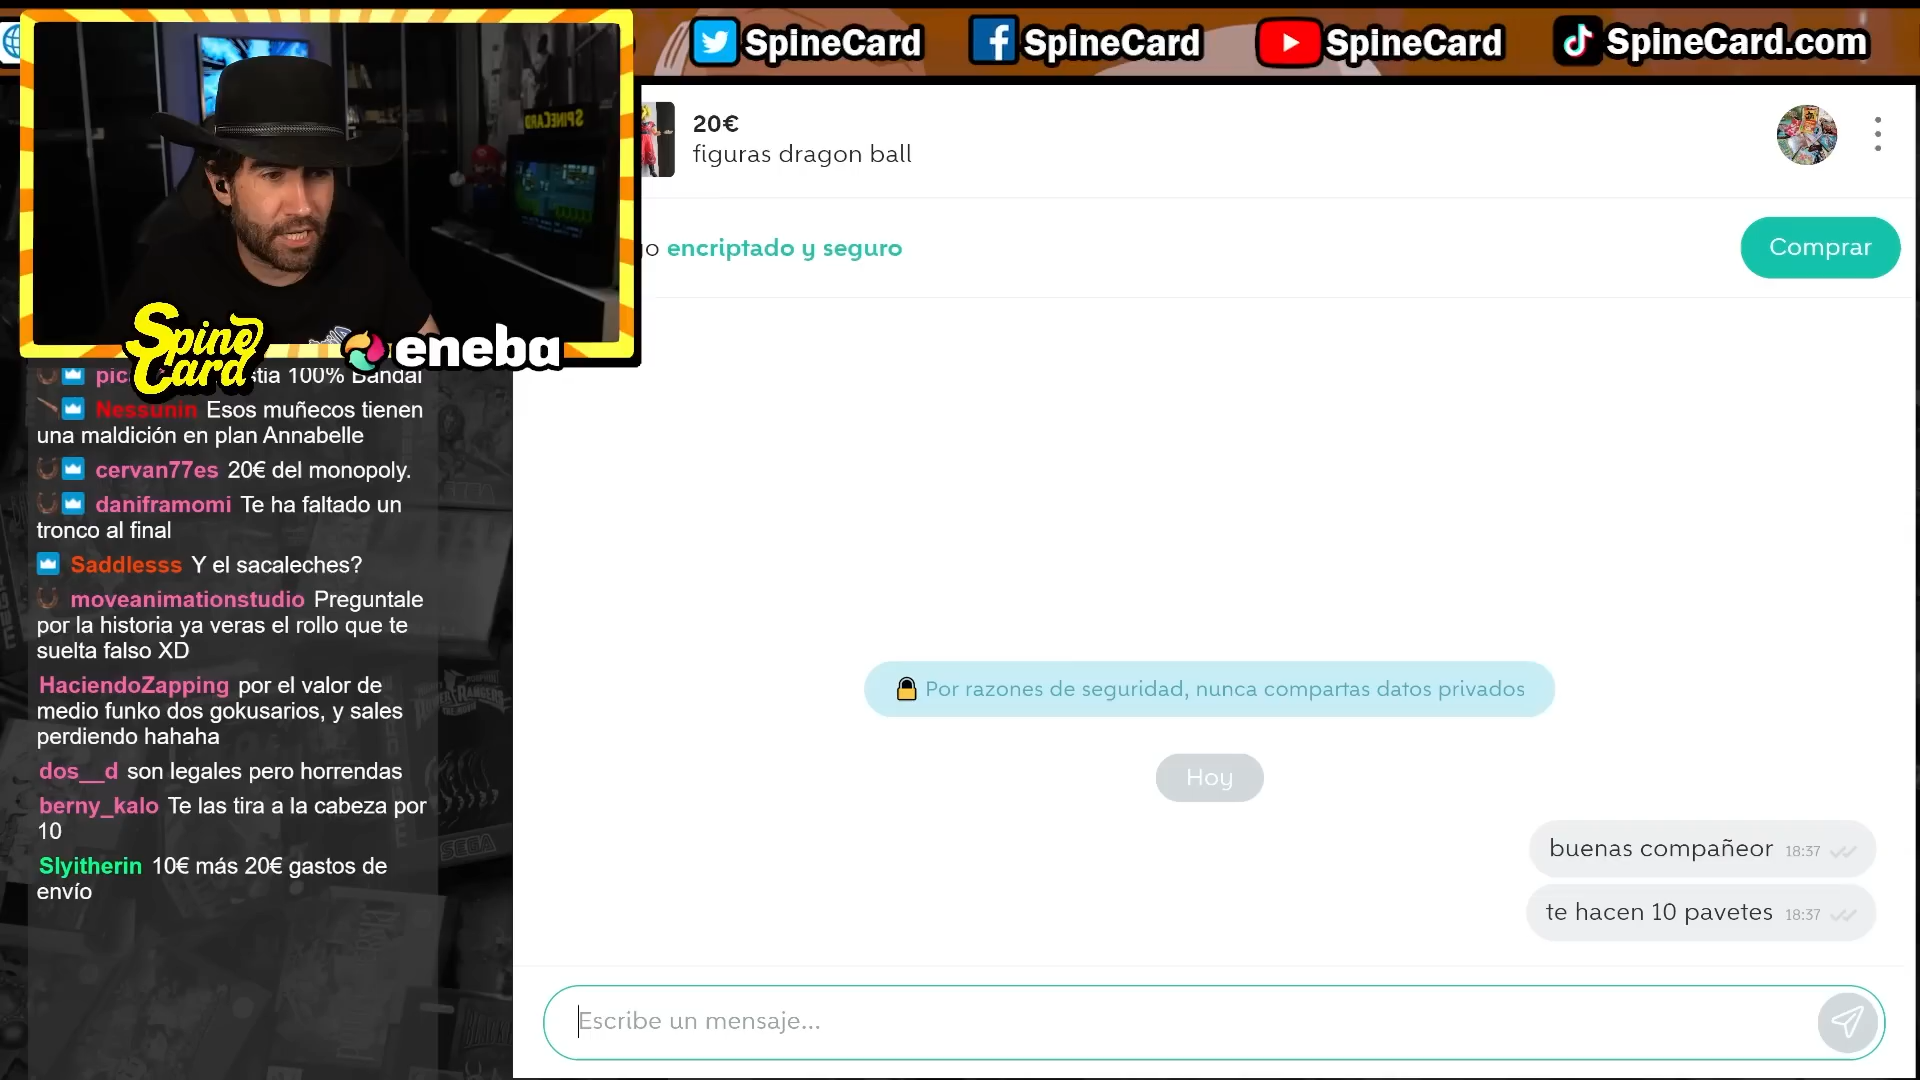 SpineCard
SpineCard
SpineCard
SpineCard.com
SPINECARD
20€
figuras dragon ball
encriptado y seguro
Comprar
Spine
Card
eneba
stia 100% Bandai
Nessunin Esos muñecos tienen
una maldición en plan Annabelle
cervan77es 20€ del monopoly.
daniframomi Te ha faltado un
tronco al final
Saddlesss Y el sacaleches?
moveanimationstudio Preguntale
por la historia ya veras el rollo que te
suelta falso XD
HaciendoZapping por el valor de
medio funko dos gokusarios, y sales
perdiendo hahaha
dos__d son legales pero horrendas
berny_kalo Te las tira a la cabeza por
10
Slyitherin 10€ más 20€ gastos de
envío
Por razones de seguridad, nunca compartas datos privados
Hoy
buenas compañeor 18:37
te hacen 10 pavetes 18:37
Escribe un mensaje...
SEGA